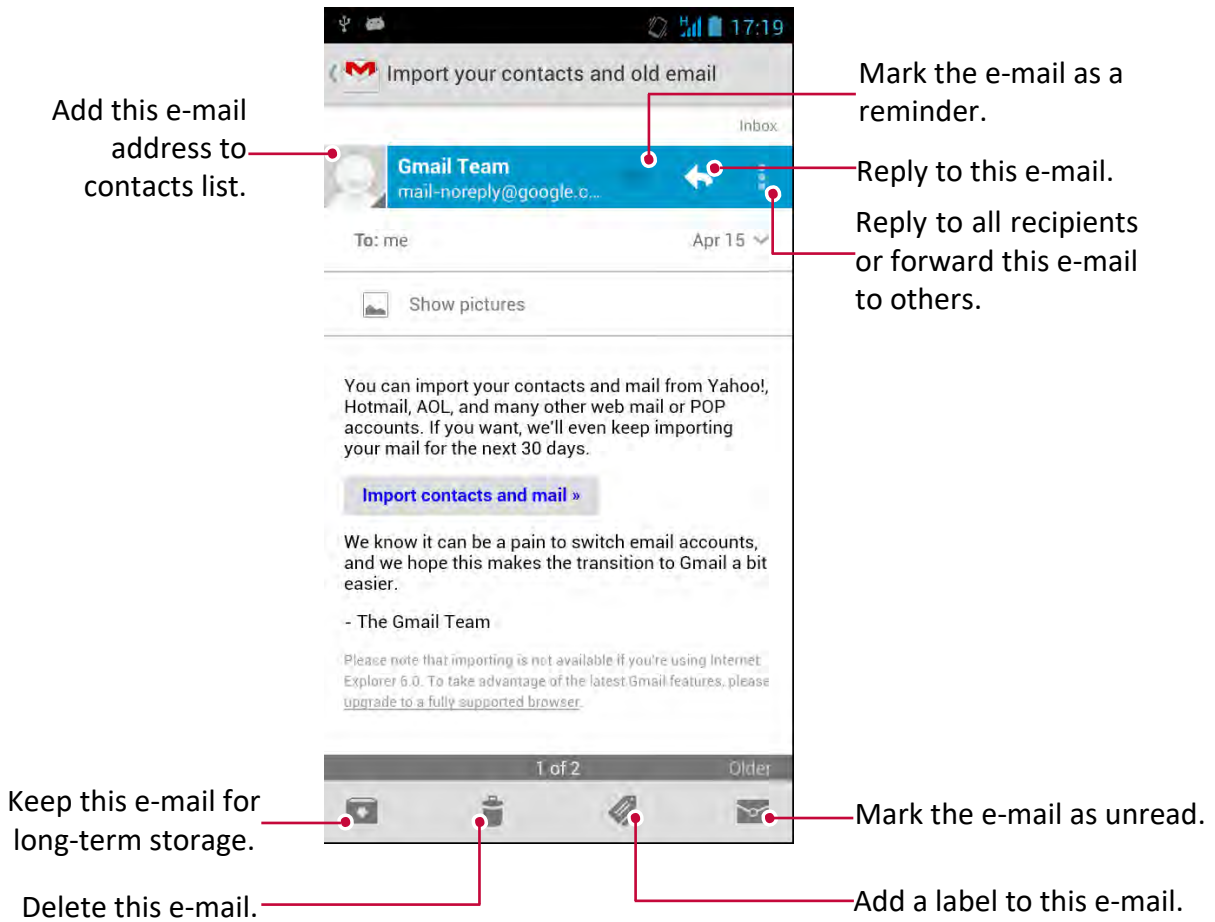 17:19
Import your contacts and old email
Mark the e-mail as a
reminder.
Add this e-mail
address to
contacts list.
Inbox
Gmail Team
mail-noreply@google.c...
Reply to this e-mail.
Reply to all recipients
or forward this e-mail
to others.
To: me
Apr 15
Show pictures
You can import your contacts and mail from Yahoo!,
Hotmail, AOL, and many other web mail or POP
accounts. If you want, we'll even keep importing
your mail for the next 30 days.
Import contacts and mail »
We know it can be a pain to switch email accounts,
and we hope this makes the transition to Gmail a bit
easier.
- The Gmail Team
Please note that importing is not available if you're using Internet
Explorer 6.0. To take advantage of the latest Gmail features, please
upgrade to a fully supported browser.
1 of 2
Older
Keep this e-mail for
long-term storage.
Mark the e-mail as unread.
Delete this e-mail.
Add a label to this e-mail.